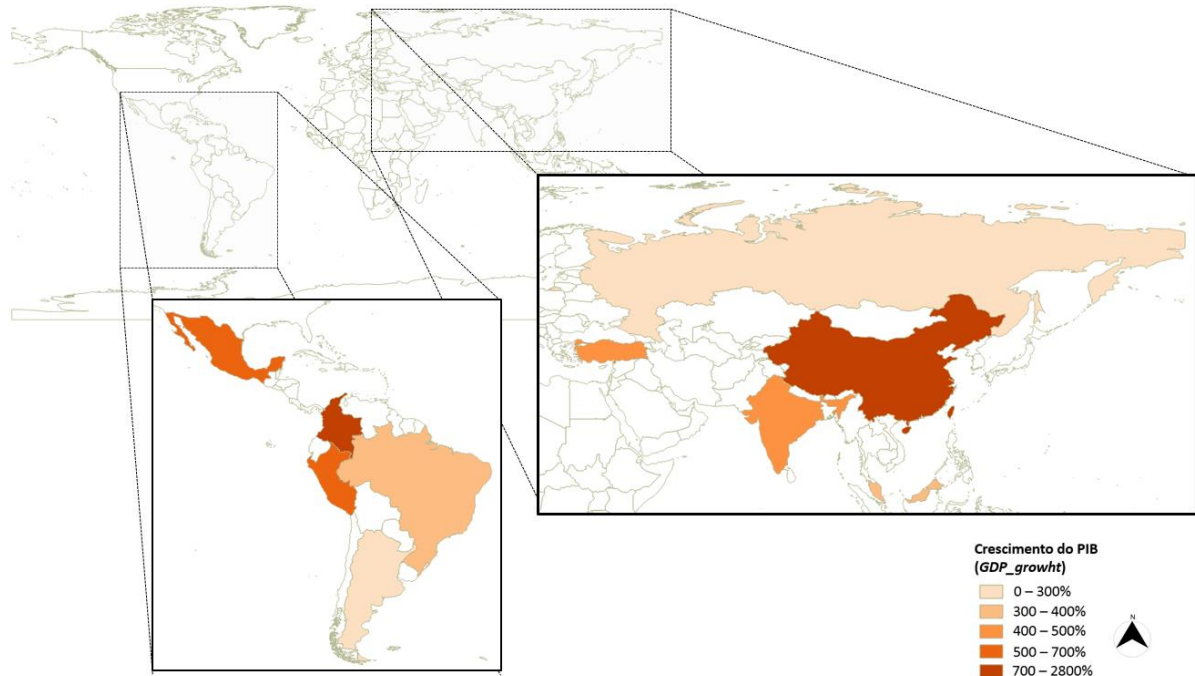 Crescimento do PIB
(GDP_growht)
0 – 300%
300 – 400%
400 – 500%
500 – 700%
700 – 2800%
N